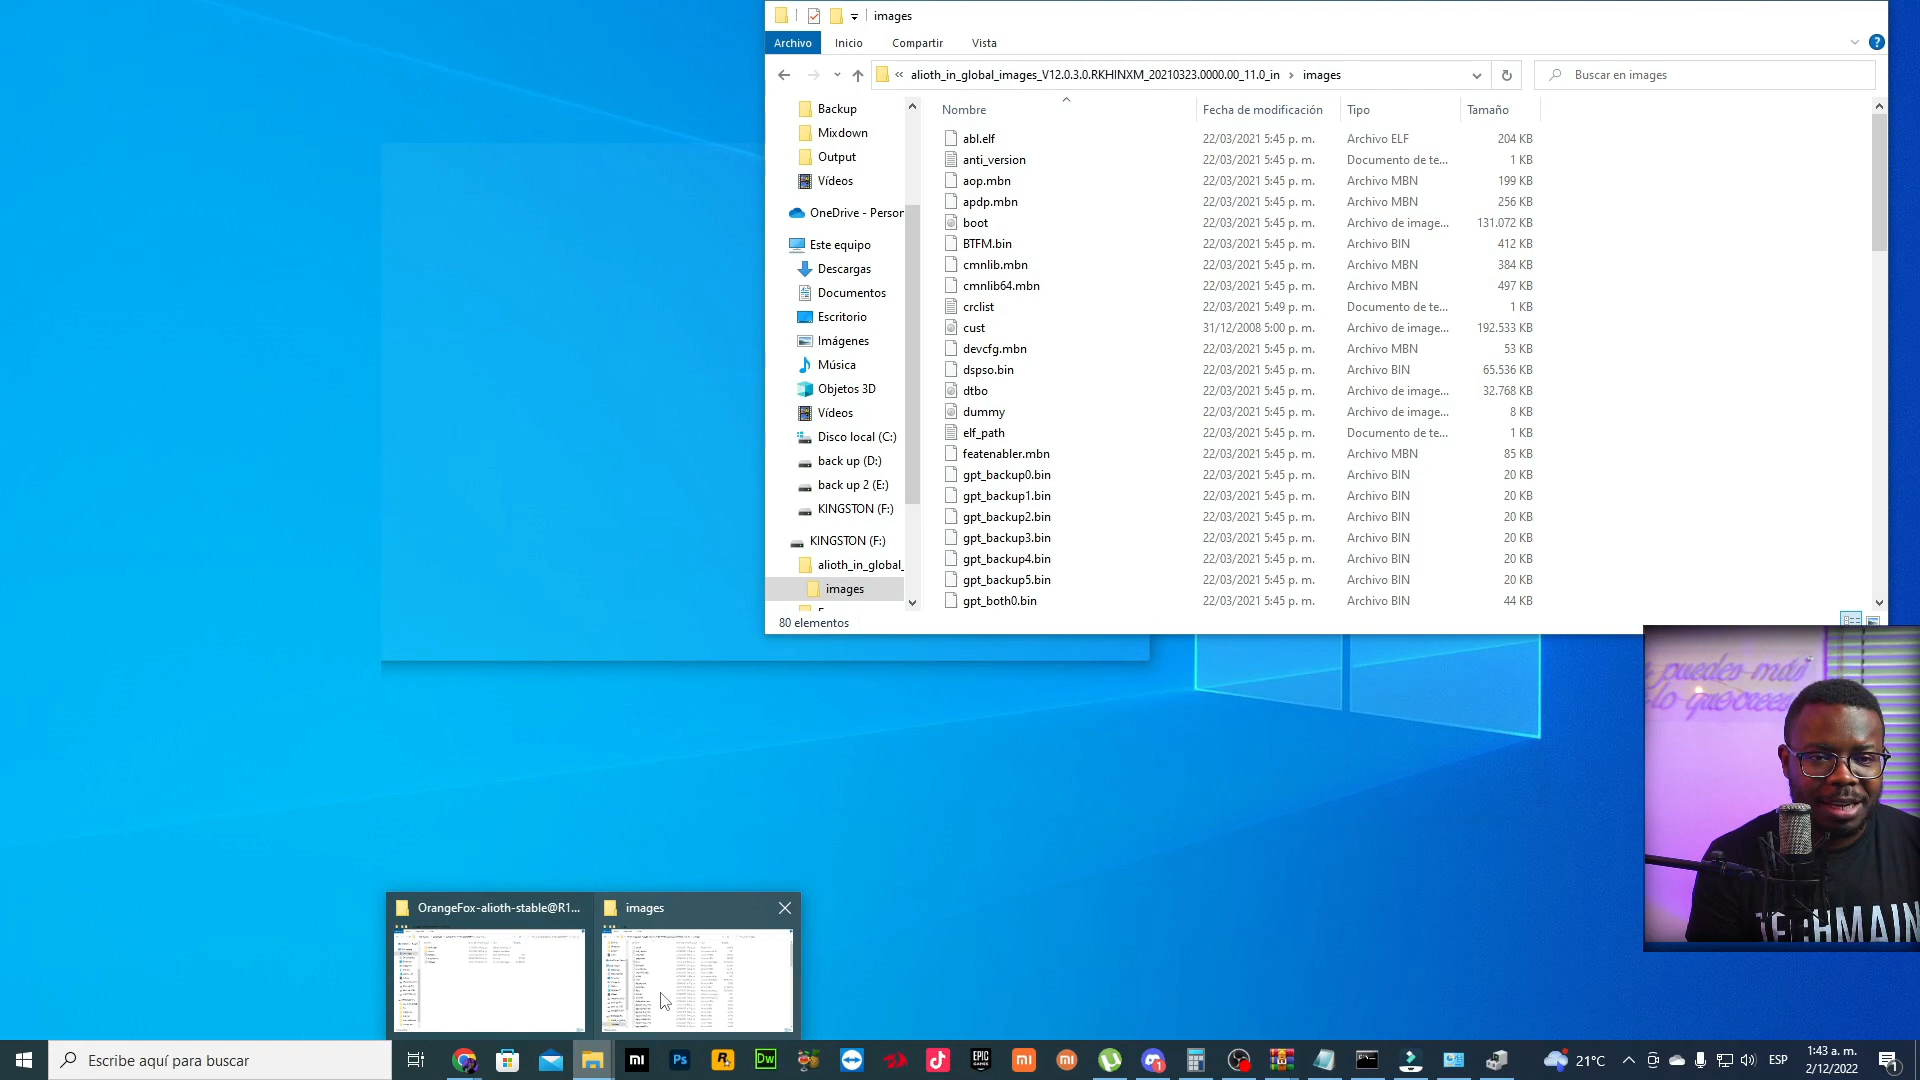 images
Archivo Inicio Compartir Vista
« alioth_in_global_images_V12.0.3.0.RKHINXM_20210323.0000.00_11.0_in › images
Buscar en images
Backup
Mixdown
Output
Vídeos
OneDrive - Person
Este equipo
Descargas
Documentos
Escritorio
Imágenes
Música
Objetos 3D
Vídeos
Disco local (C:)
back up (D:)
back up 2 (E:)
KINGSTON (F:)
KINGSTON (F:)
alioth_in_global_
images
Nombre Fecha de modificación Tipo Tamaño
abl.elf 22/03/2021 5:45 p. m. Archivo ELF 204 KB
anti_version 22/03/2021 5:45 p. m. Documento de te... 1 KB
aop.mbn 22/03/2021 5:45 p. m. Archivo MBN 199 KB
apdp.mbn 22/03/2021 5:45 p. m. Archivo MBN 256 KB
boot 22/03/2021 5:45 p. m. Archivo de image... 131.072 KB
BTFM.bin 22/03/2021 5:45 p. m. Archivo BIN 412 KB
cmnlib.mbn 22/03/2021 5:45 p. m. Archivo MBN 384 KB
cmnlib64.mbn 22/03/2021 5:45 p. m. Archivo MBN 497 KB
crclist 22/03/2021 5:49 p. m. Documento de te... 1 KB
cust 31/12/2008 5:00 p. m. Archivo de image... 192.533 KB
devcfg.mbn 22/03/2021 5:45 p. m. Archivo MBN 53 KB
dspso.bin 22/03/2021 5:45 p. m. Archivo BIN 65.536 KB
dtbo 22/03/2021 5:45 p. m. Archivo de image... 32.768 KB
dummy 22/03/2021 5:45 p. m. Archivo de image... 8 KB
elf_path 22/03/2021 5:45 p. m. Documento de te... 1 KB
featenabler.mbn 22/03/2021 5:45 p. m. Archivo MBN 85 KB
gpt_backup0.bin 22/03/2021 5:45 p. m. Archivo BIN 20 KB
gpt_backup1.bin 22/03/2021 5:45 p. m. Archivo BIN 20 KB
gpt_backup2.bin 22/03/2021 5:45 p. m. Archivo BIN 20 KB
gpt_backup3.bin 22/03/2021 5:45 p. m. Archivo BIN 20 KB
gpt_backup4.bin 22/03/2021 5:45 p. m. Archivo BIN 20 KB
gpt_backup5.bin 22/03/2021 5:45 p. m. Archivo BIN 20 KB
gpt_both0.bin 22/03/2021 5:45 p. m. Archivo BIN 44 KB
80 elementos
puedes más
lo que crees
TECHMAIN
OrangeFox-alioth-stable@R1... images
Escribe aquí para buscar
21°C ESP 1:43 a. m.
2/12/2022